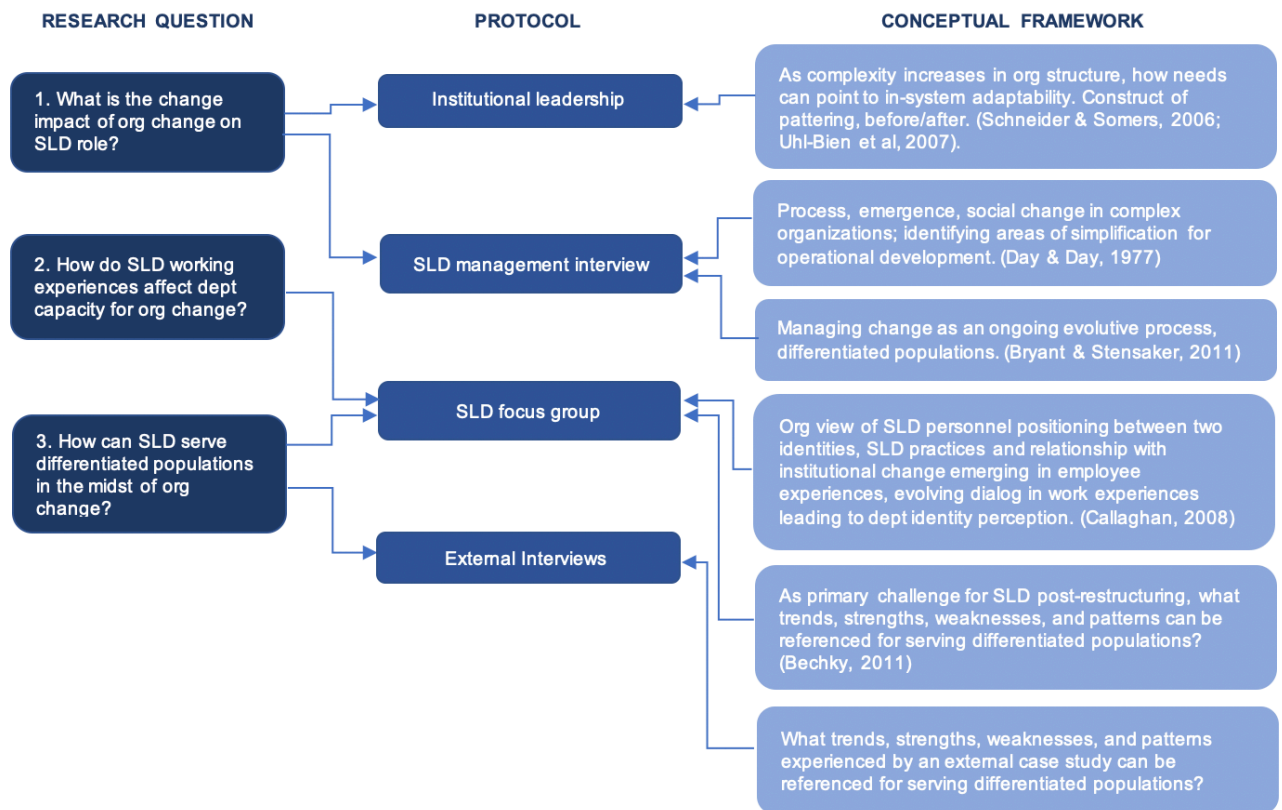 RESEARCH QUESTION
PROTOCOL
CONCEPTUAL FRAMEWORK
1. What is the change
impact of org change on
SLD role?
2. How do SLD working
experiences affect dept
capacity for org change?
3. How can SLD serve
differentiated populations
in the midst of org
change?
Institutional leadership
SLD management interview
SLD focus group
External Interviews
As complexity increases in org structure, how needs
can point to in-system adaptability. Construct of
pattering, before/after. (Schneider & Somers, 2006;
Uhl-Bien et al, 2007).
Process, emergence, social change in complex
organizations; identifying areas of simplification for
operational development. (Day & Day, 1977)
Managing change as an ongoing evolutive process,
differentiated populations. (Bryant & Stensaker, 2011)
Org view of SLD personnel positioning between two
identities, SLD practices and relationship with
institutional change emerging in employee
experiences, evolving dialog in work experiences
leading to dept identity perception. (Callaghan, 2008)
As primary challenge for SLD post-restructuring, what
trends, strengths, weaknesses, and patterns can be
referenced for serving differentiated populations?
(Bechky, 2011)
What trends, strengths, weaknesses, and patterns
experienced by an external case study can be
referenced for serving differentiated populations?